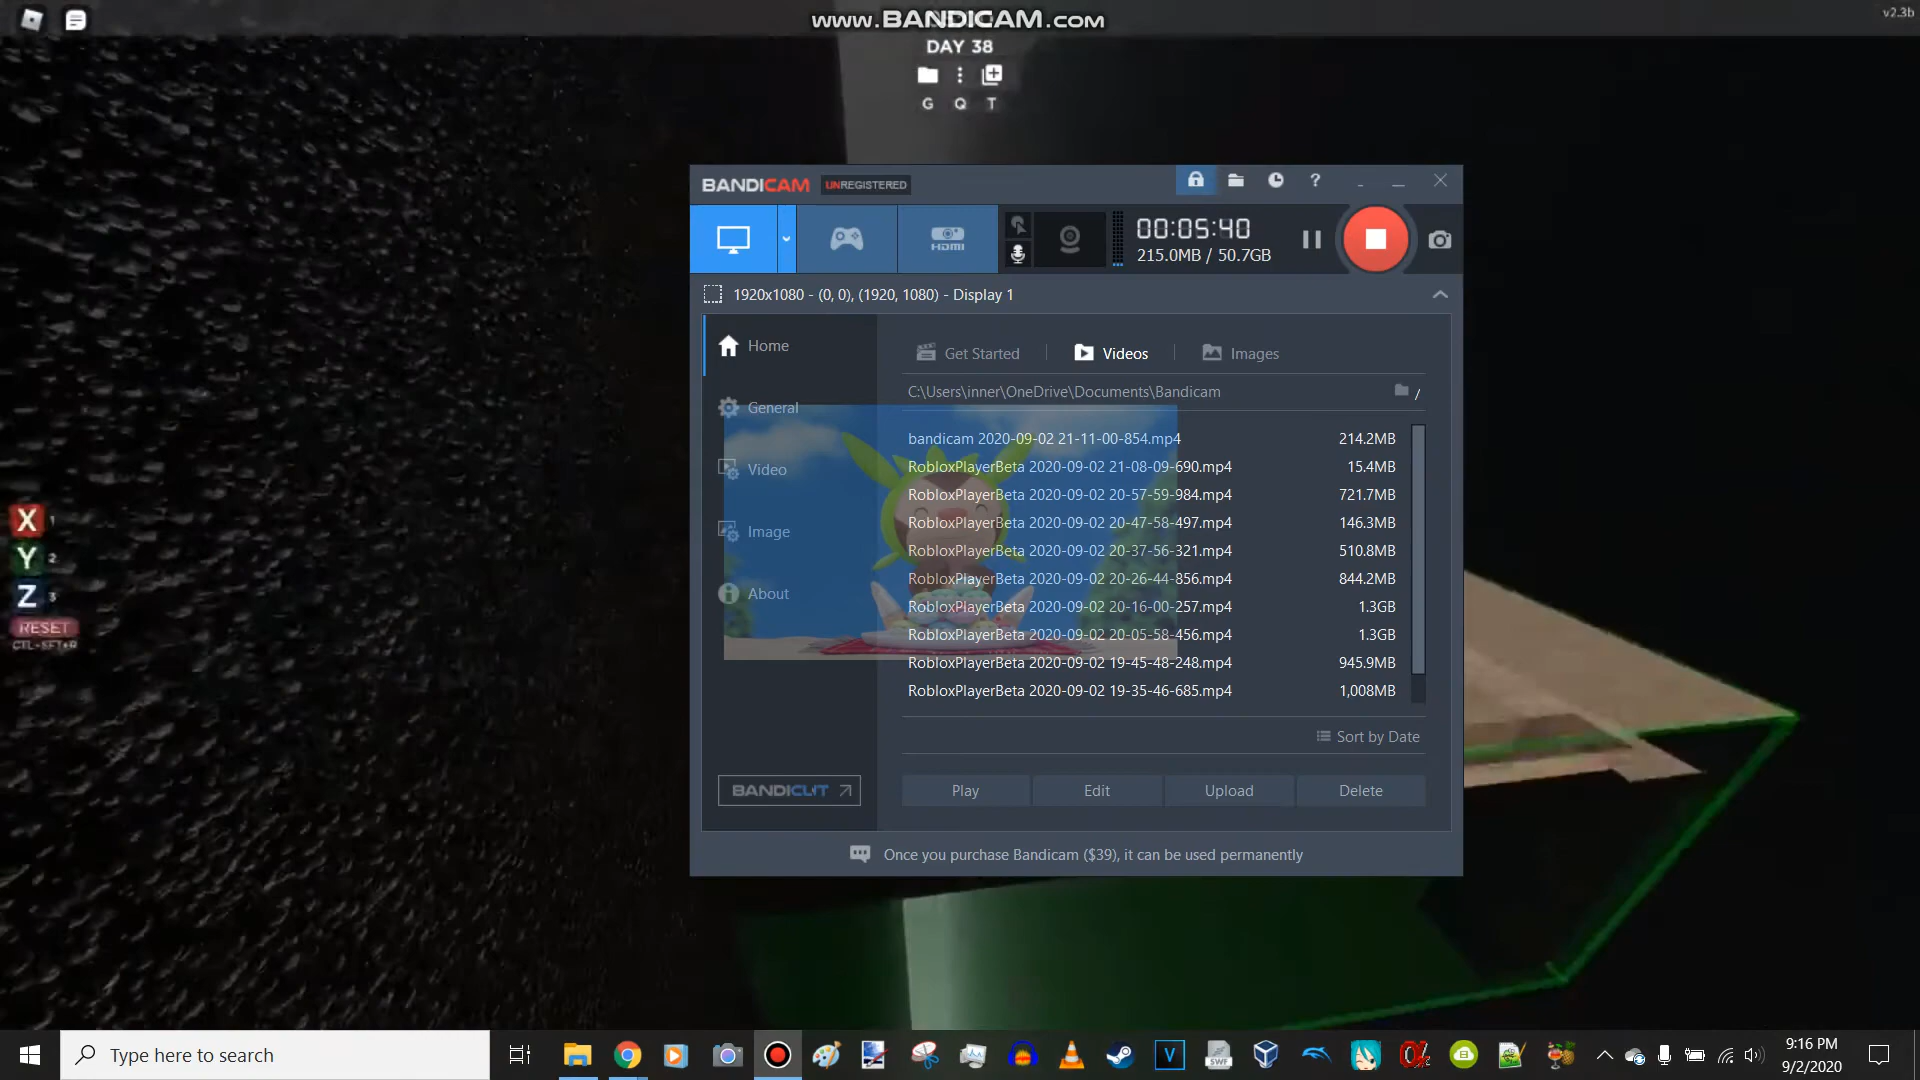 www.BANDICAM.com
v2.3b
DAY 38
G Q T
BANDICAM UNREGISTERED
?
HDMI
00:05:40
215.0MB / 50.7GB
1920x1080 - (0, 0), (1920, 1080) - Display 1
Home
General
Video
Image
About
BANDICUT
Get Started
Videos
Images
C:\Users\inner\OneDrive\Documents\Bandicam
/
bandicam 2020-09-02 21-11-00-854.mp4 214.2MB
RobloxPlayerBeta 2020-09-02 21-08-09-690.mp4 15.4MB
RobloxPlayerBeta 2020-09-02 20-57-59-984.mp4 721.7MB
RobloxPlayerBeta 2020-09-02 20-47-58-497.mp4 146.3MB
RobloxPlayerBeta 2020-09-02 20-37-56-321.mp4 510.8MB
RobloxPlayerBeta 2020-09-02 20-26-44-856.mp4 844.2MB
RobloxPlayerBeta 2020-09-02 20-16-00-257.mp4 1.3GB
RobloxPlayerBeta 2020-09-02 20-05-58-456.mp4 1.3GB
RobloxPlayerBeta 2020-09-02 19-45-48-248.mp4 945.9MB
RobloxPlayerBeta 2020-09-02 19-35-46-685.mp4 1,008MB
Sort by Date
Play Edit Upload Delete
Once you purchase Bandicam ($39), it can be used permanently
X 1
Y 2
Z 3
RESET
Type here to search
V
SWF
9:16 PM
9/2/2020